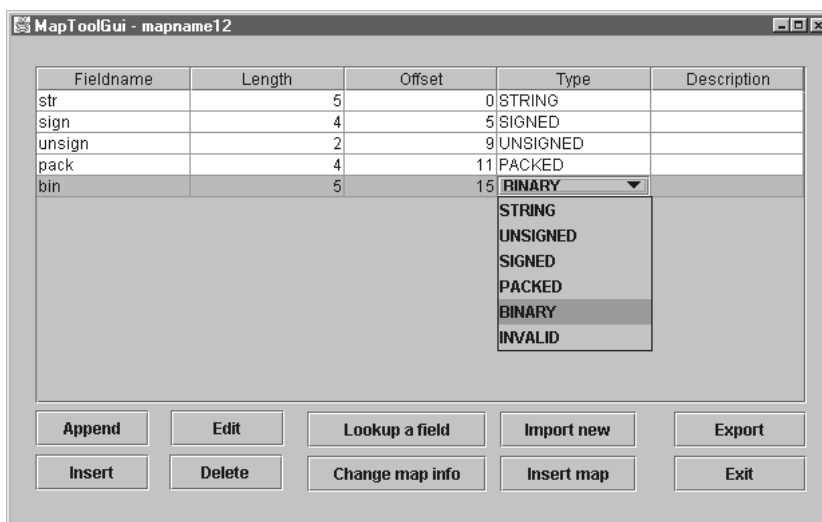 MapToolGui - mapname12
Fieldname Length Offset Type Description
str 5 0 STRING
sign 4 5 SIGNED
unsign 2 9 UNSIGNED
pack 4 11 PACKED
bin 5 15 BINARY
STRING
UNSIGNED
SIGNED
PACKED
BINARY
INVALID
Append Edit Lookup a field Import new Export
Insert Delete Change map info Insert map Exit